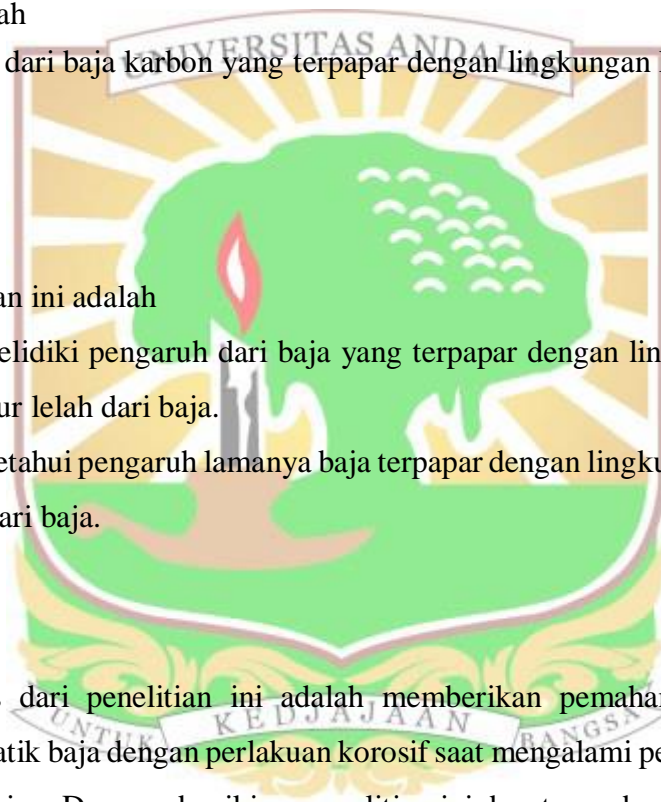 ah
UNIVERSITAS ANDALAS
dari baja karbon yang terpapar dengan lingkungan
an ini adalah
elidiki pengaruh dari baja yang terpapar dengan lin
ur lelah dari baja.
etahui pengaruh lamanya baja terpapar dengan lingku
ari baja.
dari penelitian ini adalah memberikan pemahar
UNTUK KEDJAJAAN BANGSA
atik baja dengan perlakuan korosif saat mengalami pe